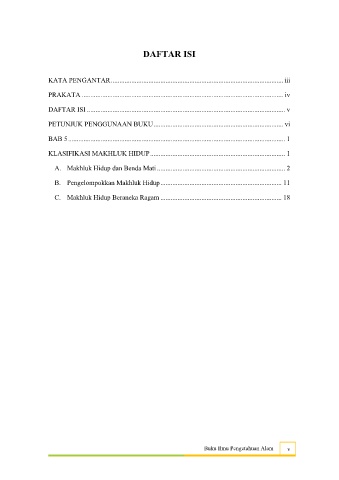 DAFTAR ISI
KATA PENGANTAR .......... iii
PRAKATA .......... iv
DAFTAR ISI .......... v
PETUNJUK PENGGUNAAN BUKU .......... vi
BAB 5 .......... 1
KLASIFIKASI MAKHLUK HIDUP .......... 1
A. Makhluk Hidup dan Benda Mati .......... 2
B. Pengelompokkan Makhluk Hidup .......... 11
C. Makhluk Hidup Beraneka Ragam .......... 18
Buku Ilmu Pengetahuan Alam v